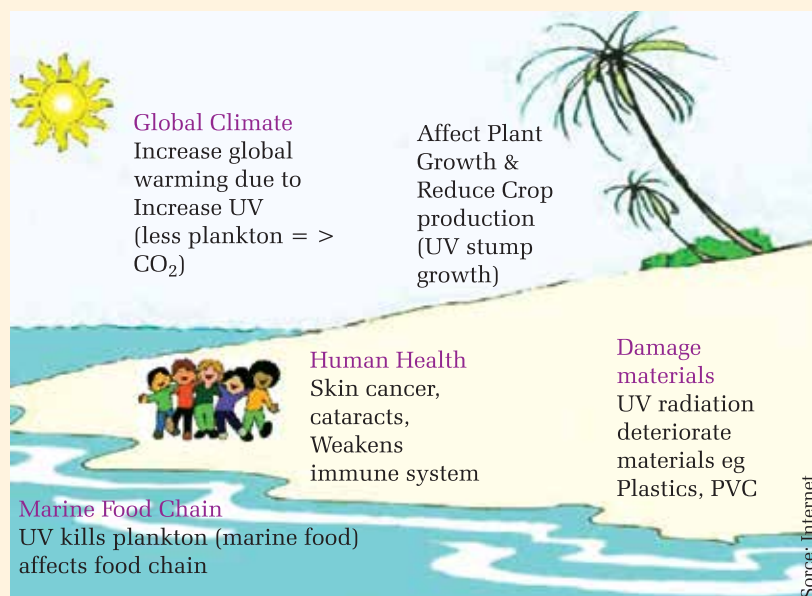 Global Climate
Increase global
warming due to
Increase UV
(less plankton = >
CO₂)
Affect Plant
Growth &
Reduce Crop
production
(UV stump
growth)
Human Health
Skin cancer,
cataracts,
Weakens
immune system
Damage
materials
UV radiation
deteriorate
materials eg
Plastics, PVC
Marine Food Chain
UV kills plankton (marine food)
affects food chain
Sorce: Internet